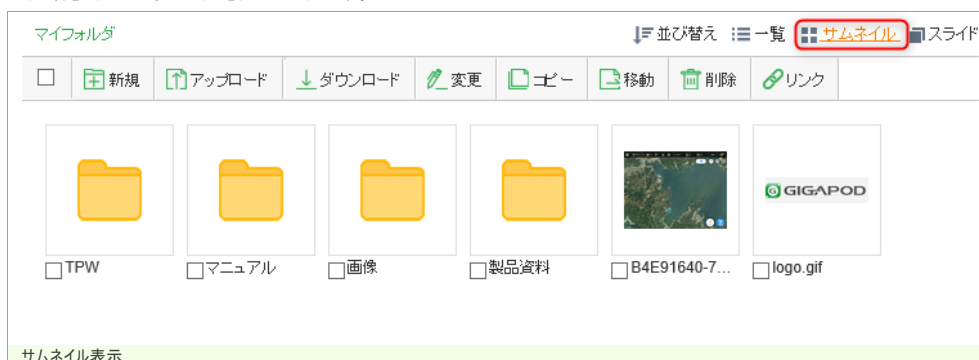 マイフォルダ 並び替え 一覧 サムネイル スライド
新規 アップロード ダウンロード 変更 コピー 移動 削除 リンク
GIGAPOD
TPW マニュアル 画像 製品資料 B4E91640-7... logo.gif
サムネイル表示